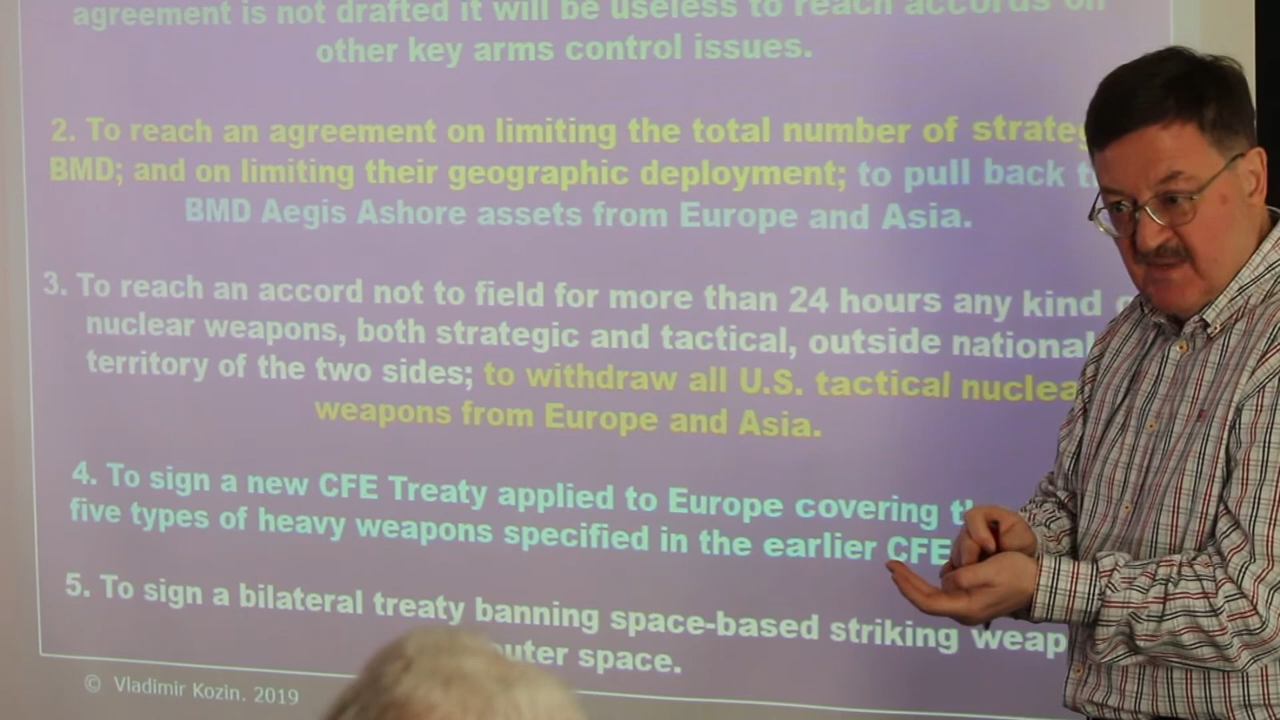 agreement is not drafted it will be useless to reach accords on
other key arms control issues.
2. To reach an agreement on limiting the total number of
BMD; and on limiting their geographic deployment; to pull back
BMD Aegis Ashore assets from Europe and Asia.
3. To reach an accord not to field for more than 24 hours any kind
nuclear weapons, both strategic and tactical, outside national
territory of the two sides; to withdraw all U.S. tactical
weapons from Europe and Asia.
4. To sign a new CFE Treaty applied to Europe covering
five types of heavy weapons specified in the earlier CFE
5. To sign a bilateral treaty banning space-based striking
space.
© Vladimir Kozin. 2019